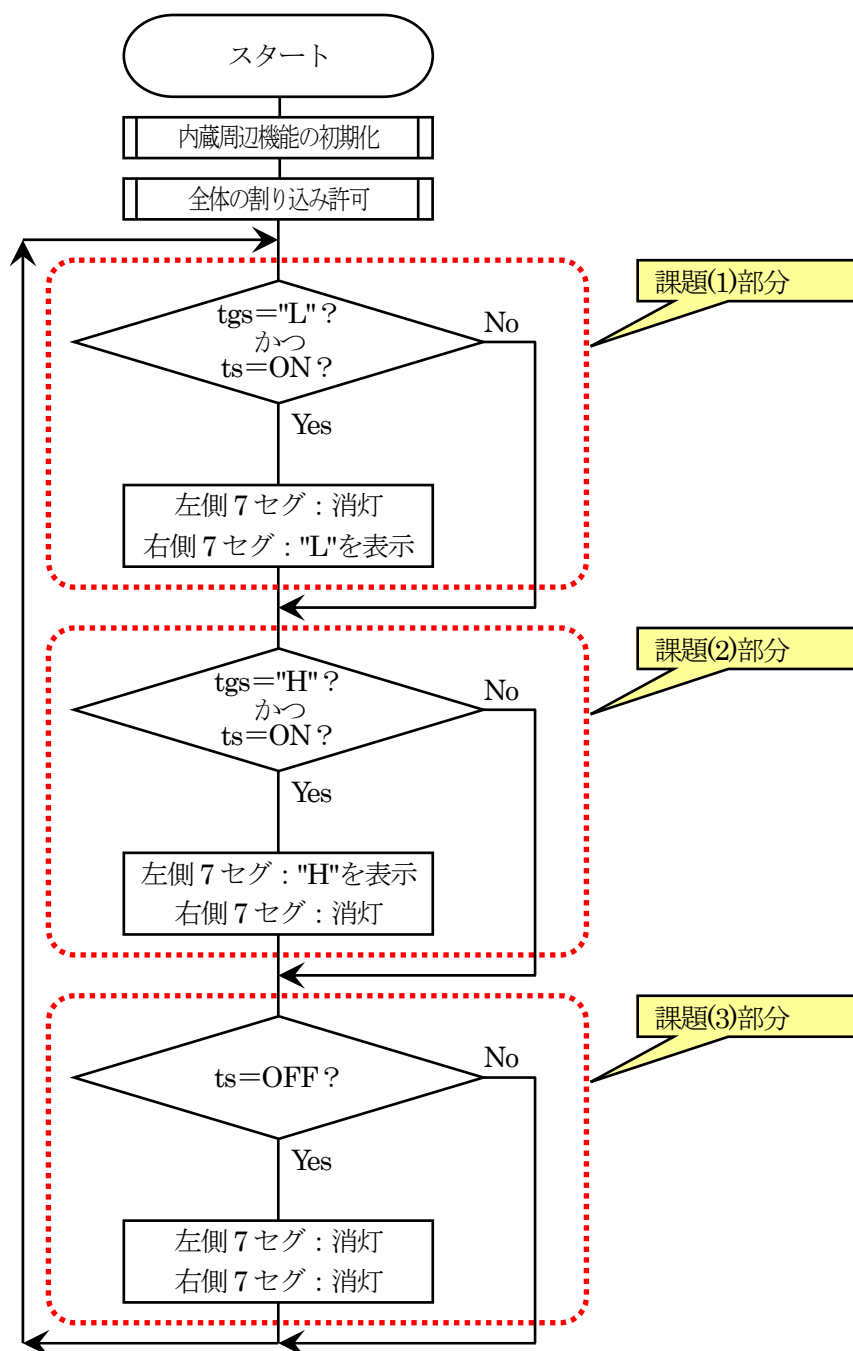 スタート
内蔵周辺機能の初期化
全体の割り込み許可
課題(1)部分
tgs＝"L"？
かつ
ts＝ON？
No
Yes
左側７セグ：消灯
右側７セグ："L"を表示
課題(2)部分
tgs＝"H"？
かつ
ts＝ON？
No
Yes
左側７セグ："H"を表示
右側７セグ：消灯
課題(3)部分
ts＝OFF？
No
Yes
左側７セグ：消灯
右側７セグ：消灯